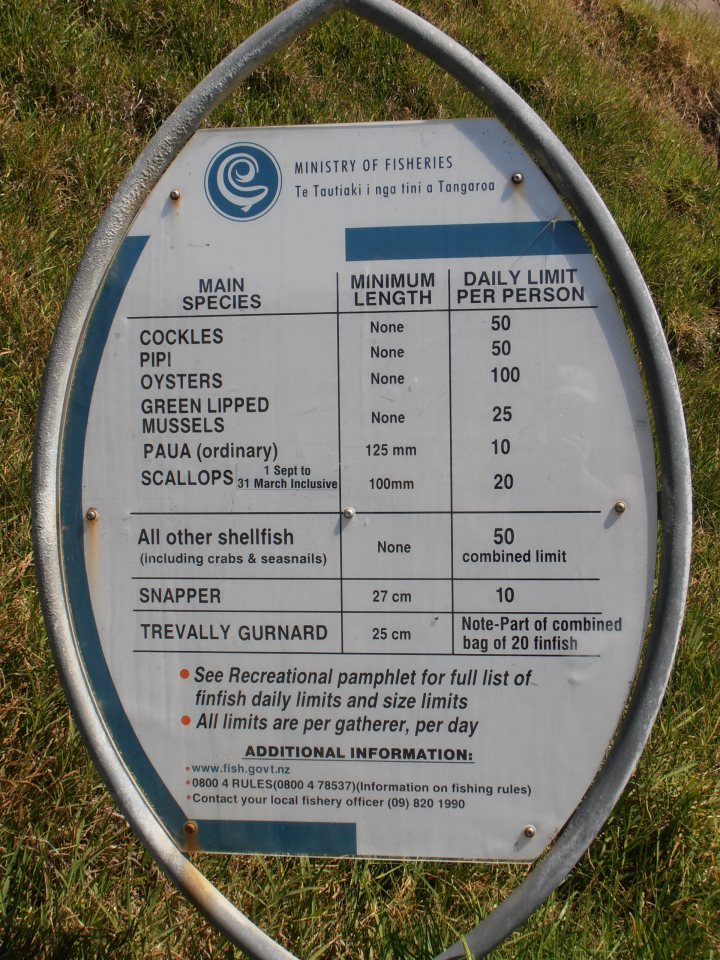 MINISTRY OF FISHERIES
Te Tautiaki i nga tini a Tangaroa
MAIN SPECIES MINIMUM LENGTH DAILY LIMIT PER PERSON
COCKLES None 50
PIPI None 50
OYSTERS None 100
GREEN LIPPED MUSSELS None 25
PAUA (ordinary) 125 mm 10
SCALLOPS 1 Sept to 31 March Inclusive 100mm 20
All other shellfish (including crabs & seasnails) None 50 combined limit
SNAPPER 27 cm 10
TREVALLY GURNARD 25 cm Note-Part of combined bag of 20 finfish
• See Recreational pamphlet for full list of
finfish daily limits and size limits
• All limits are per gatherer, per day
ADDITIONAL INFORMATION:
• www.fish.govt.nz
• 0800 4 RULES(0800 4 78537)(Information on fishing rules)
• Contact your local fishery officer (09) 820 1990